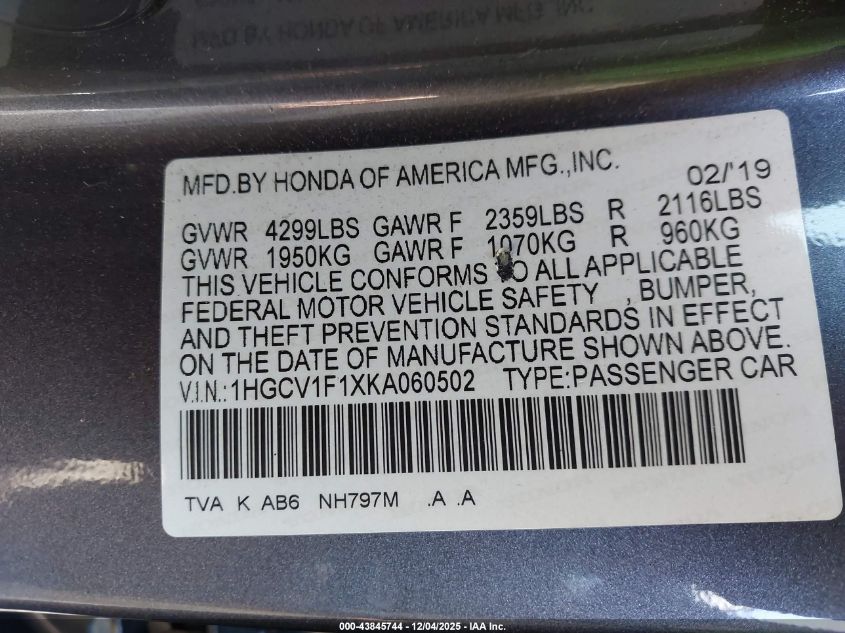 MFD.BY HONDA OF AMERICA MFG.,INC. 02/'19
GVWR 4299LBS GAWR F 2359LBS R 2116LBS
GVWR 1950KG GAWR F 1070KG R 960KG
THIS VEHICLE CONFORMS TO ALL APPLICABLE
FEDERAL MOTOR VEHICLE SAFETY , BUMPER,
AND THEFT PREVENTION STANDARDS IN EFFECT
ON THE DATE OF MANUFACTURE SHOWN ABOVE.
V.I.N.:1HGCV1F1XKA060502 TYPE:PASSENGER CAR
TVA K AB6 NH797M .A .A
000-43845744 - 12/04/2025 - IAA Inc.